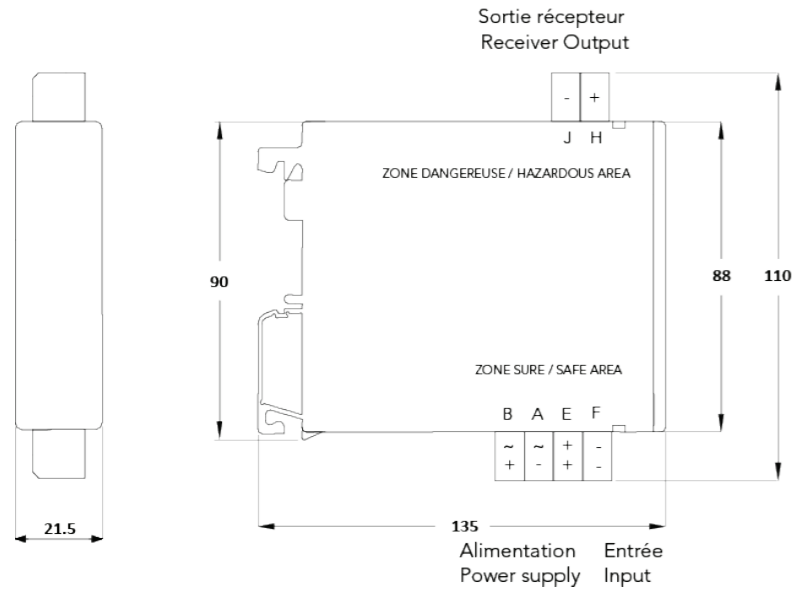 Sortie récepteur
Receiver Output
- +
J H
ZONE DANGEREUSE / HAZARDOUS AREA
90
88
110
ZONE SURE / SAFE AREA
B A E F
~ ~ + -
+ - + -
21.5
135
Alimentation Entrée
Power supply Input